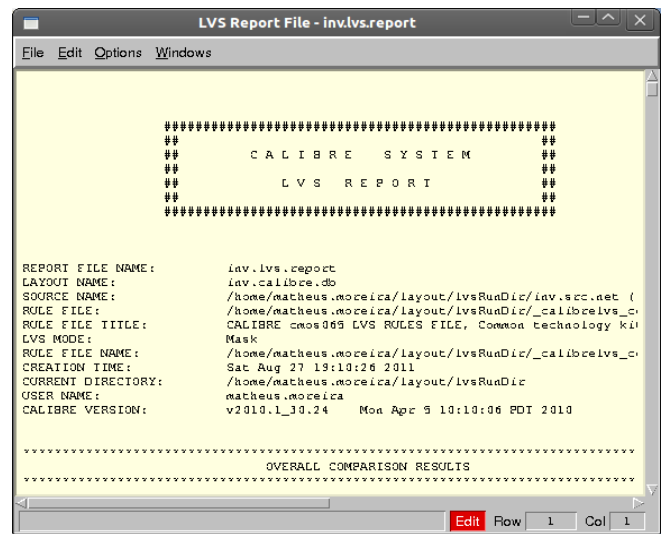 LVS Report File - inv.lvs.report
File Edit Options Windows
##################################################
## ##
## C A L I B R E S Y S T E M ##
## ##
## L V S R E P O R T ##
## ##
##################################################
REPORT FILE NAME: inv.lvs.report
LAYOUT NAME: inv.calibre.db
SOURCE NAME: /home/matheus.moreira/layout/lvsRunDir/inv.src.net (
RULE FILE: /home/matheus.moreira/layout/lvsRunDir/_calibrelvs_c
RULE FILE TITLE: CALIBRE cmos065 LVS RULES FILE, Common technology ki
LVS MODE: Mask
RULE FILE NAME: /home/matheus.moreira/layout/lvsRunDir/_calibrelvs_c
CREATION TIME: Sat Aug 27 19:10:26 2011
CURRENT DIRECTORY: /home/matheus.moreira/layout/lvsRunDir
USER NAME: matheus.moreira
CALIBRE VERSION: v2010.1_30.24 Mon Apr 5 10:10:06 PDT 2010
OVERALL COMPARISON RESULTS
Edit Row 1 Col 1